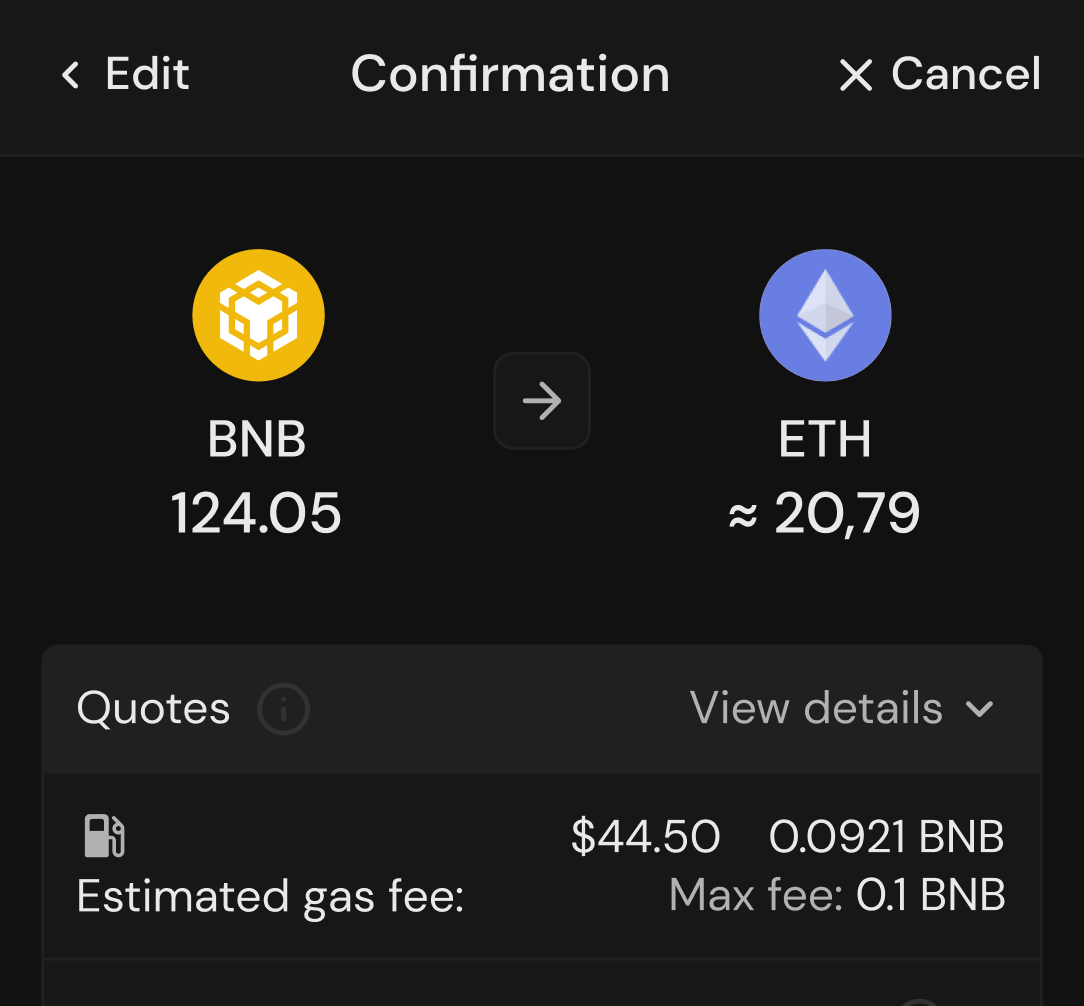 Edit Confirmation Cancel
BNB
124.05
ETH
≈ 20,79
Quotes View details
$44.50 0.0921 BNB
Estimated gas fee: Max fee: 0.1 BNB